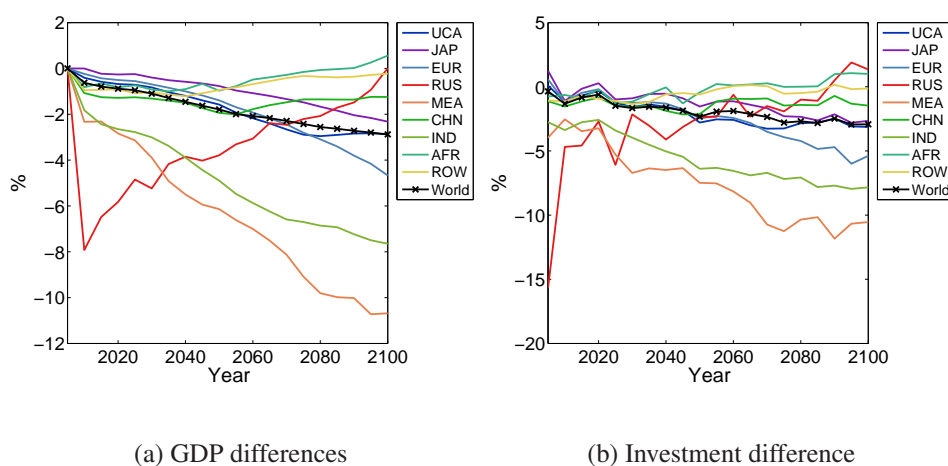 2
0
−2
−4
−6
−8
−10
−12
%
2020 2040 2060 2080 2100
Year
UCA
JAP
EUR
RUS
MEA
CHN
IND
AFR
ROW
World
(a) GDP differences
5
0
−5
−10
−15
−20
%
2020 2040 2060 2080 2100
Year
UCA
JAP
EUR
RUS
MEA
CHN
IND
AFR
ROW
World
(b) Investment difference